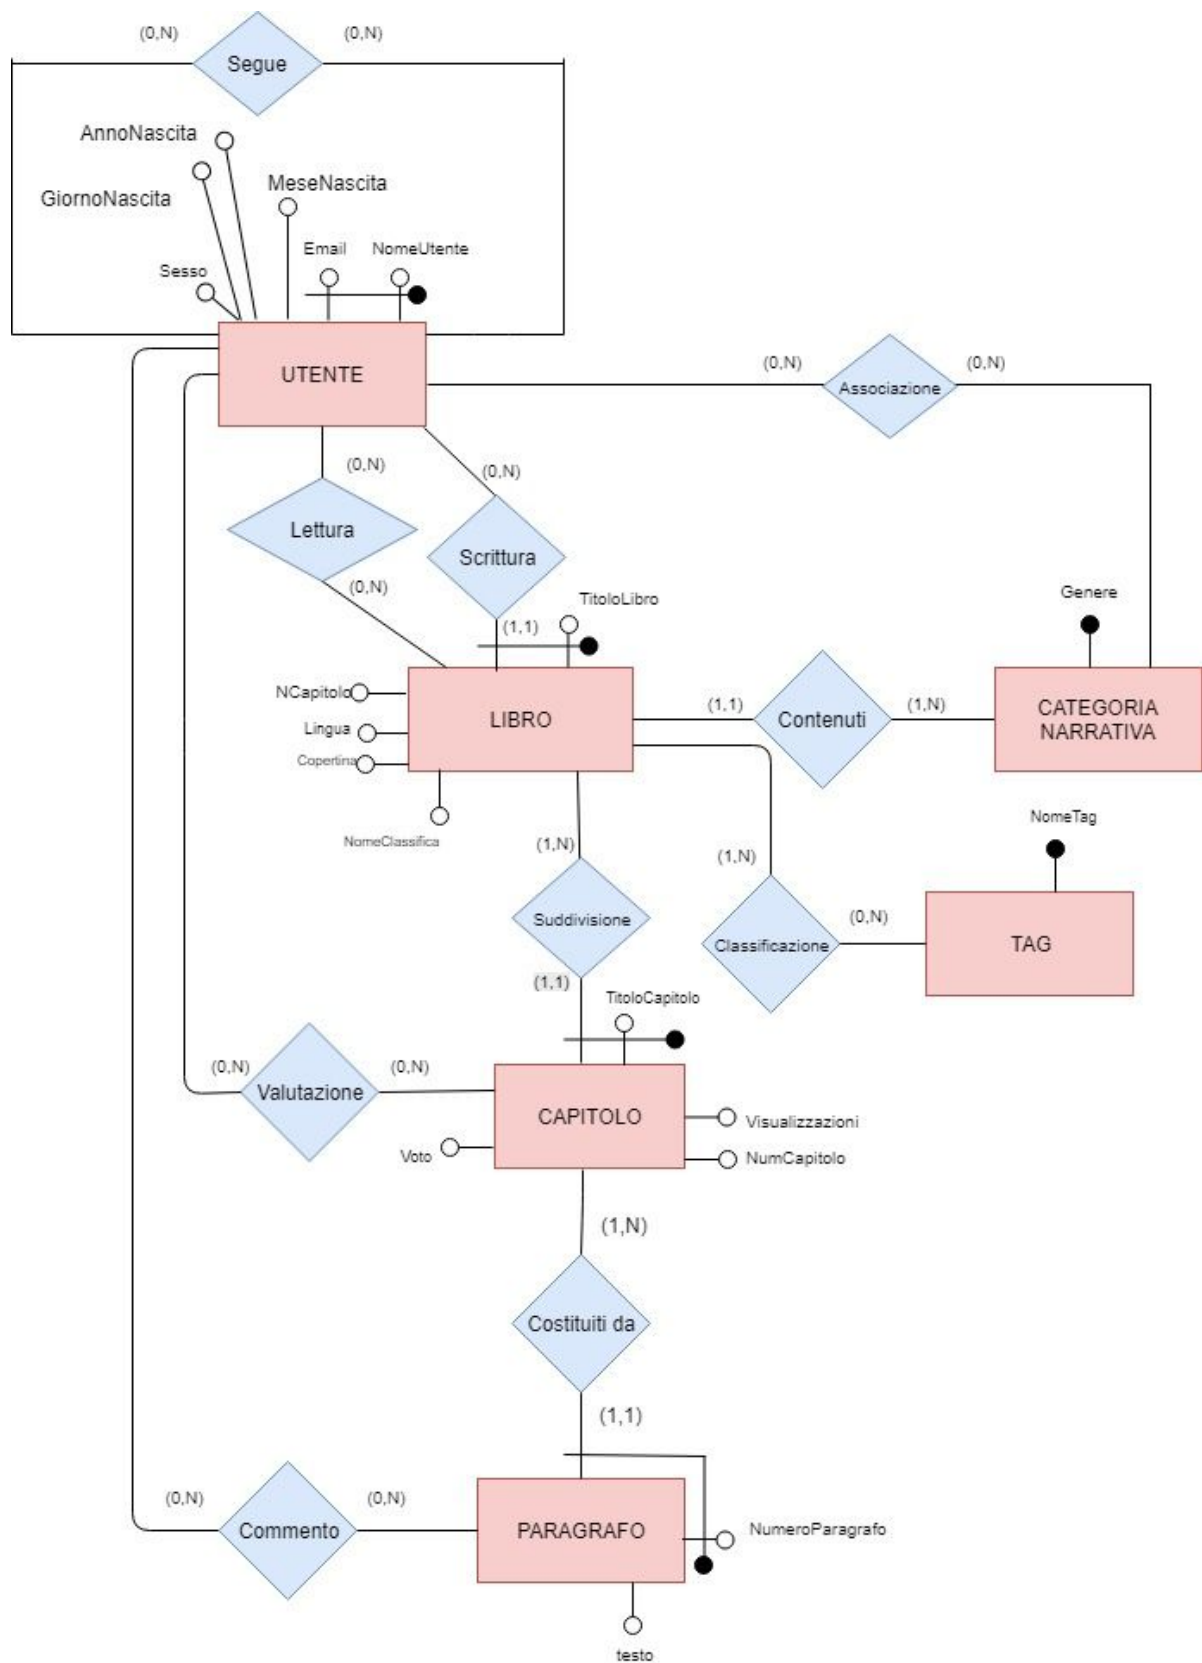 (0,N)
(0,N)
Segue
AnnoNascita
MeseNascita
GiornoNascita
Email
NomeUtente
Sesso
UTENTE
(0,N)
(0,N)
Associazione
(0,N)
(0,N)
Lettura
Scrittura
(0,N)
TitoloLibro
(1,1)
Genere
NCapitolo
Lingua
Copertina
LIBRO
(1,1)
Contenuti
(1,N)
CATEGORIA
NARRATIVA
NomeClassifica
(1,N)
(1,N)
NomeTag
Suddivisione
Classificazione
(0,N)
TAG
(1,1)
TitoloCapitolo
(0,N)
Valutazione
(0,N)
CAPITOLO
Visualizzazioni
Voto
NumCapitolo
(1,N)
Costituiti da
(1,1)
(0,N)
Commento
(0,N)
PARAGRAFO
NumeroParagrafo
testo